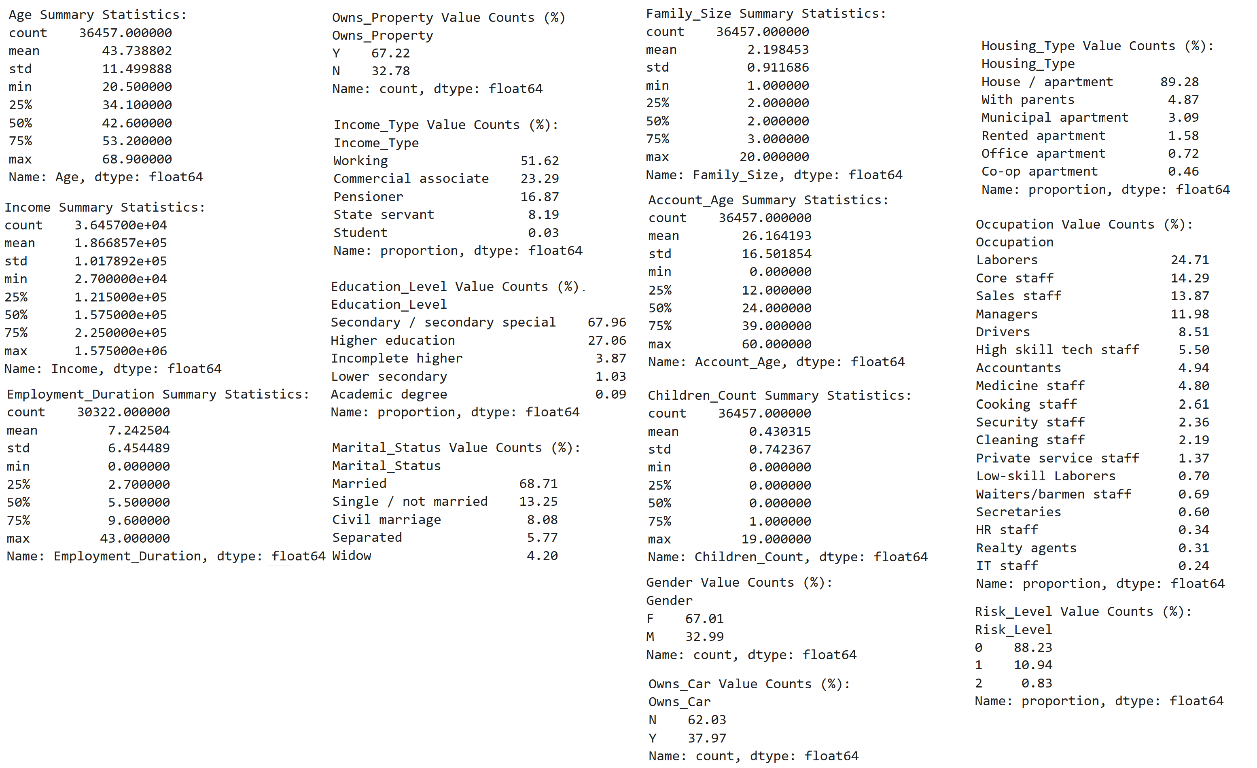 Age Summary Statistics:
count    36457.000000
mean        43.738802
std         11.499888
min         20.500000
25%         34.100000
50%         42.600000
75%         53.200000
max         68.900000
Name: Age, dtype: float64
Income Summary Statistics:
count    3.645700e+04
mean     1.866857e+05
std      1.017892e+05
min      2.700000e+04
25%      1.215000e+05
50%      1.575000e+05
75%      2.250000e+05
max      1.575000e+06
Name: Income, dtype: float64
Employment_Duration Summary Statistics:
count    30322.000000
mean         7.242504
std          6.454489
min          0.000000
25%          2.700000
50%          5.500000
75%          9.600000
max         43.000000
Name: Employment_Duration, dtype: float64
Owns_Property Value Counts (%)
Owns_Property
Y    67.22
N    32.78
Name: count, dtype: float64
Income_Type Value Counts (%):
Income_Type
Working                 51.62
Commercial associate    23.29
Pensioner               16.87
State servant            8.19
Student                  0.03
Name: proportion, dtype: float64
Education_Level Value Counts (%).
Education_Level
Secondary / secondary special    67.96
Higher education                 27.06
Incomplete higher                 3.87
Lower secondary                   1.03
Academic degree                   0.09
Name: proportion, dtype: float64
Marital_Status Value Counts (%):
Marital_Status
Married                 68.71
Single / not married    13.25
Civil marriage           8.08
Separated                5.77
Widow                    4.20
Family_Size Summary Statistics:
count    36457.000000
mean         2.198453
std          0.911686
min          1.000000
25%          2.000000
50%          2.000000
75%          3.000000
max         20.000000
Name: Family_Size, dtype: float64
Account_Age Summary Statistics:
count    36457.000000
mean        26.164193
std         16.501854
min          0.000000
25%         12.000000
50%         24.000000
75%         39.000000
max         60.000000
Name: Account_Age, dtype: float64
Children_Count Summary Statistics:
count    36457.000000
mean         0.430315
std          0.742367
min          0.000000
25%          0.000000
50%          0.000000
75%          1.000000
max         19.000000
Name: Children_Count, dtype: float64
Gender Value Counts (%):
Gender
F    67.01
M    32.99
Name: count, dtype: float64
Owns_Car Value Counts (%):
Owns_Car
N    62.03
Y    37.97
Name: count, dtype: float64
Housing_Type Value Counts (%):
Housing_Type
House / apartment      89.28
With parents            4.87
Municipal apartment     3.09
Rented apartment        1.58
Office apartment        0.72
Co-op apartment         0.46
Name: proportion, dtype: float64
Occupation Value Counts (%):
Occupation
Laborers                 24.71
Core staff               14.29
Sales staff              13.87
Managers                 11.98
Drivers                   8.51
High skill tech staff     5.50
Accountants               4.94
Medicine staff            4.80
Cooking staff             2.61
Security staff            2.36
Cleaning staff            2.19
Private service staff     1.37
Low-skill Laborers        0.70
Waiters/barmen staff      0.69
Secretaries               0.60
HR staff                  0.34
Realty agents             0.31
IT staff                  0.24
Name: proportion, dtype: float64
Risk_Level Value Counts (%):
Risk_Level
0    88.23
1    10.94
2     0.83
Name: proportion, dtype: float64